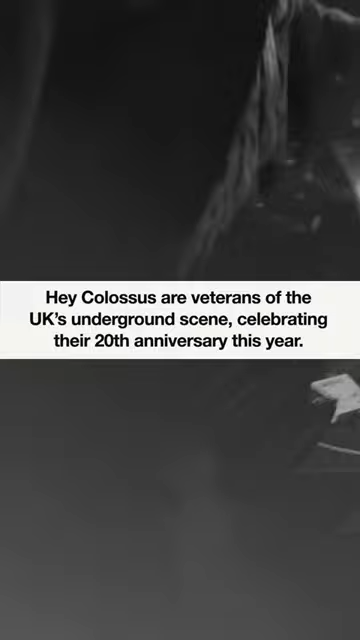 Hey Colossus are veterans of the
UK’s underground scene, celebrating
their 20th anniversary this year.